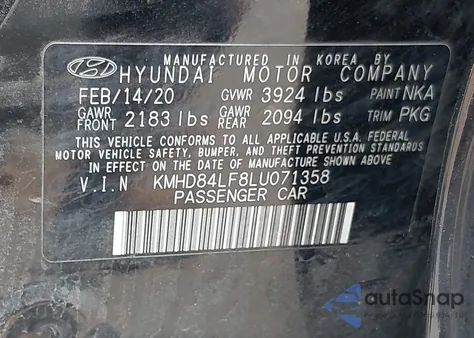 MANUFACTURED IN KOREA BY
HYUNDAI MOTOR COMPANY
FEB/14/20 GVWR 3924 lbs PAINT NKA
GAWR FRONT 2183 lbs GAWR REAR 2094 lbs TRIM PKG
THIS VEHICLE CONFORMS TO ALL APPLICABLE U.S.A. FEDERAL
MOTOR VEHICLE SAFETY, BUMPER, AND THEFT PREVENTION STANDARDS
IN EFFECT ON THE DATE OF MANUFACTURE SHOWN ABOVE.
V.I.N KMHD84LF8LU071358
PASSENGER CAR
autoSnap